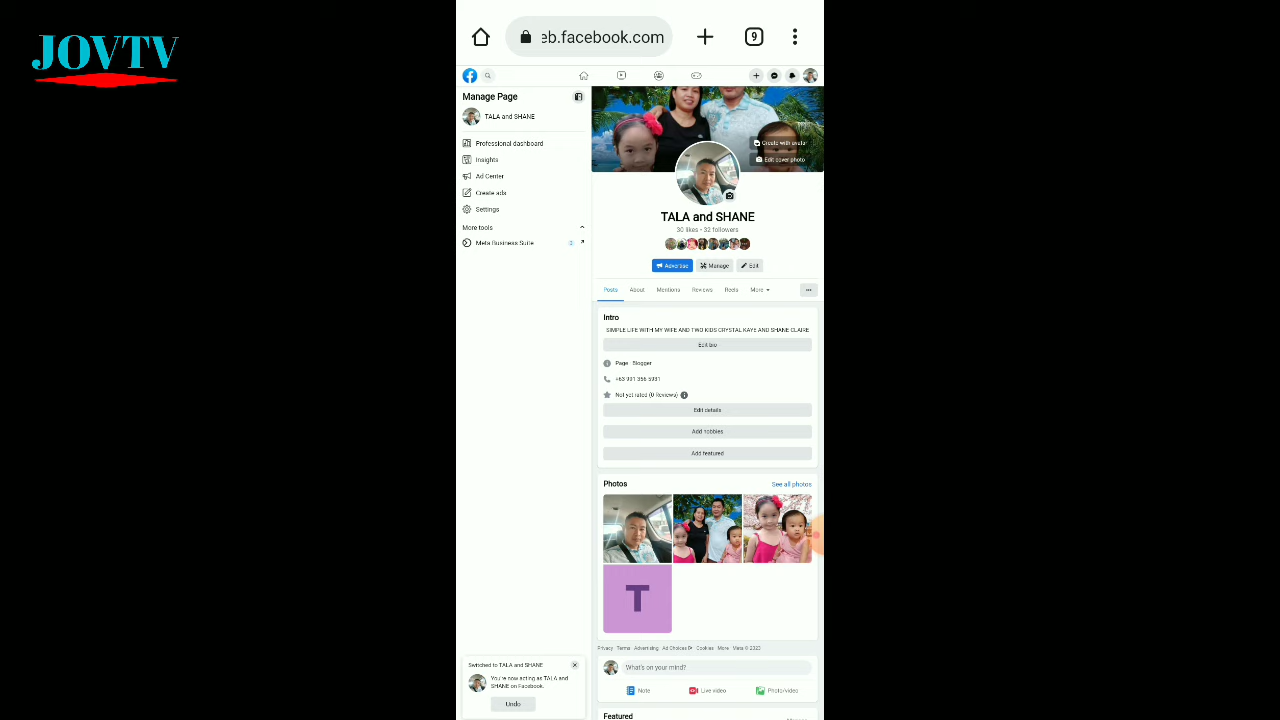 JOVTV
eb.facebook.com
9
Manage Page
TALA and SHANE
Professional dashboard
Insights
Ad Center
Create ads
Settings
More tools
Meta Business Suite
Create with avatar
Edit cover photo
TALA and SHANE
30 likes • 32 followers
Advertise
Manage
Edit
Posts
About
Mentions
Reviews
Reels
More
Intro
SIMPLE LIFE WITH MY WIFE AND TWO KIDS CRYSTAL KAYE AND SHANE CLAIRE.
Edit bio
Page · Blogger
Not yet rated (0 Reviews)
Edit details
Add hobbies
Add featured
Photos
See all photos
T
Privacy · Terms · Advertising · Ad Choices · Cookies · More · Meta © 2023
What's on your mind?
Note
Live video
Photo/video
Featured
Switched to TALA and SHANE
You're now acting as TALA and
SHANE on Facebook.
Undo